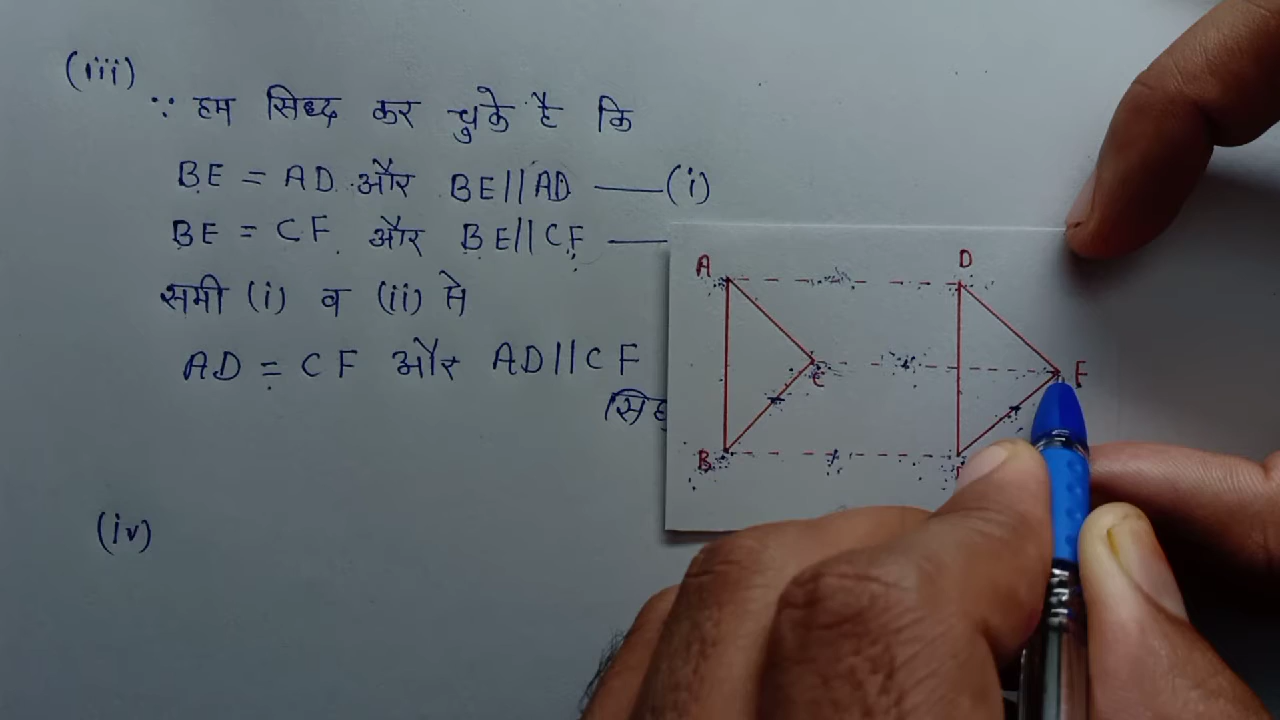 (iii)
∵ हम सिध्द कर चुके है कि
BE = AD और BE||AD ——(i)
BE = CF और BE||CF ——
समी (i) व (ii) से
AD = CF और AD||CF
A D
C F
B
(iv)